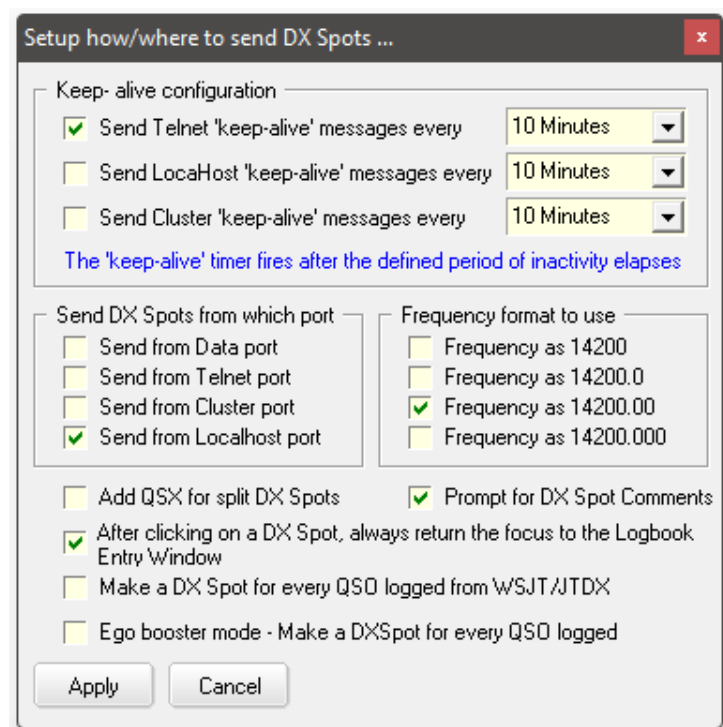 Setup how/where to send DX Spots ...
x
Keep- alive configuration
Send Telnet 'keep-alive' messages every 10 Minutes
Send LocaHost 'keep-alive' messages every 10 Minutes
Send Cluster 'keep-alive' messages every 10 Minutes
The 'keep-alive' timer fires after the defined period of inactivity elapses
Send DX Spots from which port
Send from Data port
Send from Telnet port
Send from Cluster port
Send from Localhost port
Frequency format to use
Frequency as 14200
Frequency as 14200.0
Frequency as 14200.00
Frequency as 14200.000
Add QSX for split DX Spots
Prompt for DX Spot Comments
After clicking on a DX Spot, always return the focus to the Logbook
Entry Window
Make a DX Spot for every QSO logged from WSJT/JTDX
Ego booster mode - Make a DXSpot for every QSO logged
Apply
Cancel